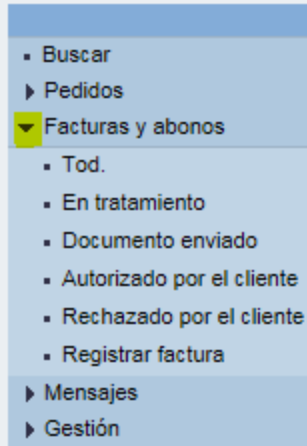 Buscar
Pedidos
Facturas y abonos
Tod.
En tratamiento
Documento enviado
Autorizado por el cliente
Rechazado por el cliente
Registrar factura
Mensajes
Gestión